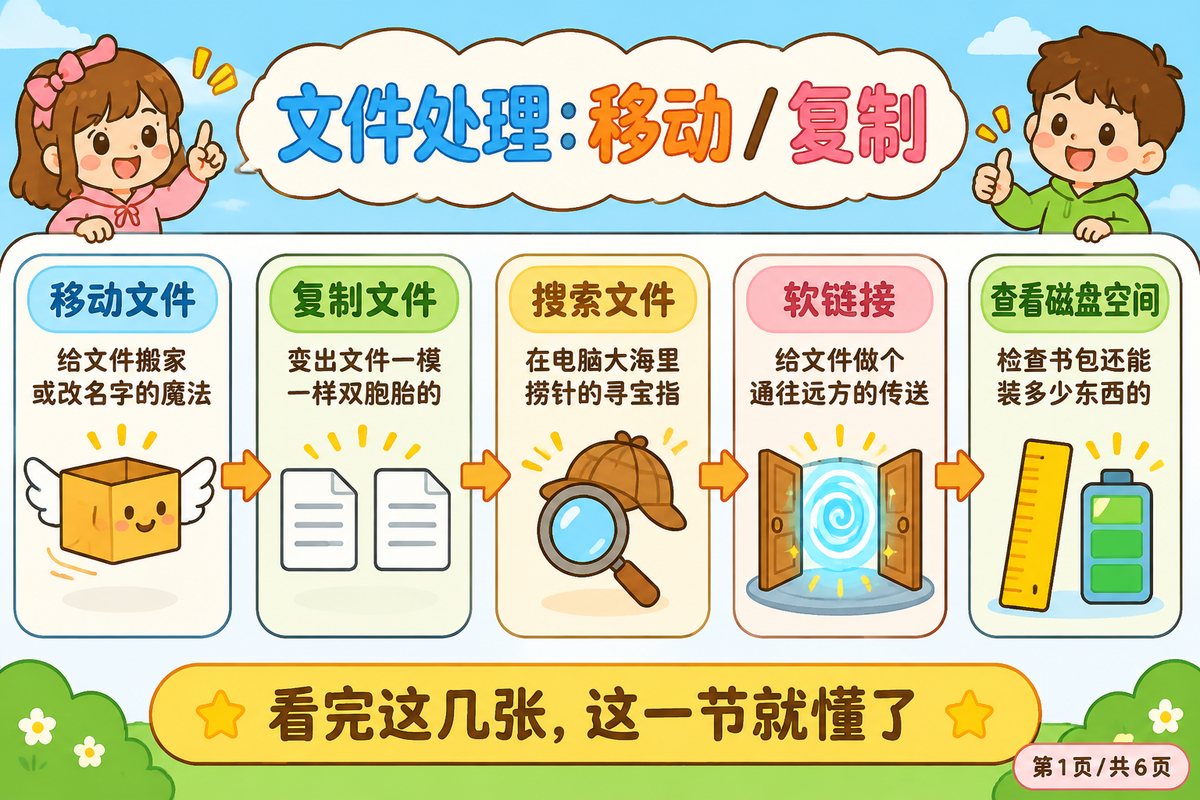 文件处理：移动/复制
移动文件
给文件搬家
或改名字的魔法
复制文件
变出文件一模
一样双胞胎的
搜索文件
在电脑大海里
捞针的寻宝指
软链接
给文件做个
通往远方的传送
查看磁盘空间
检查书包还能
装多少东西的
看完这几张，这一节就懂了
第1页/共6页